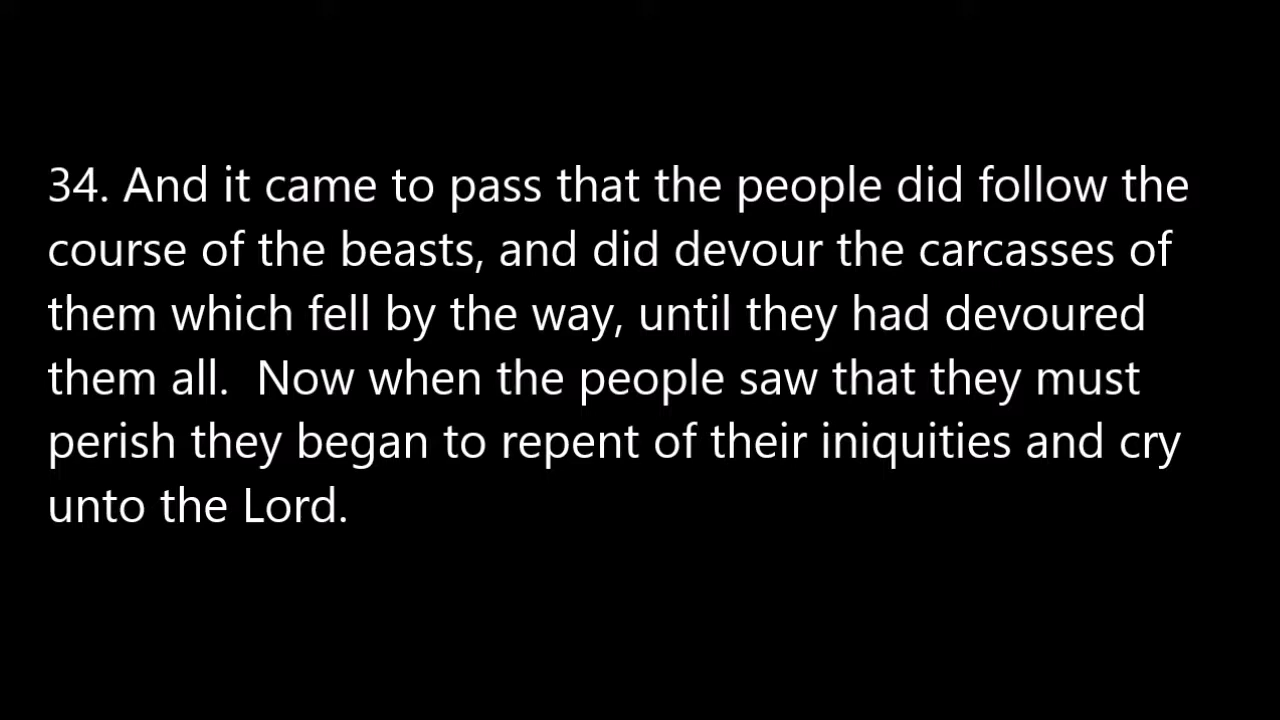 34. And it came to pass that the people did follow the
course of the beasts, and did devour the carcasses of
them which fell by the way, until they had devoured
them all.  Now when the people saw that they must
perish they began to repent of their iniquities and cry
unto the Lord.